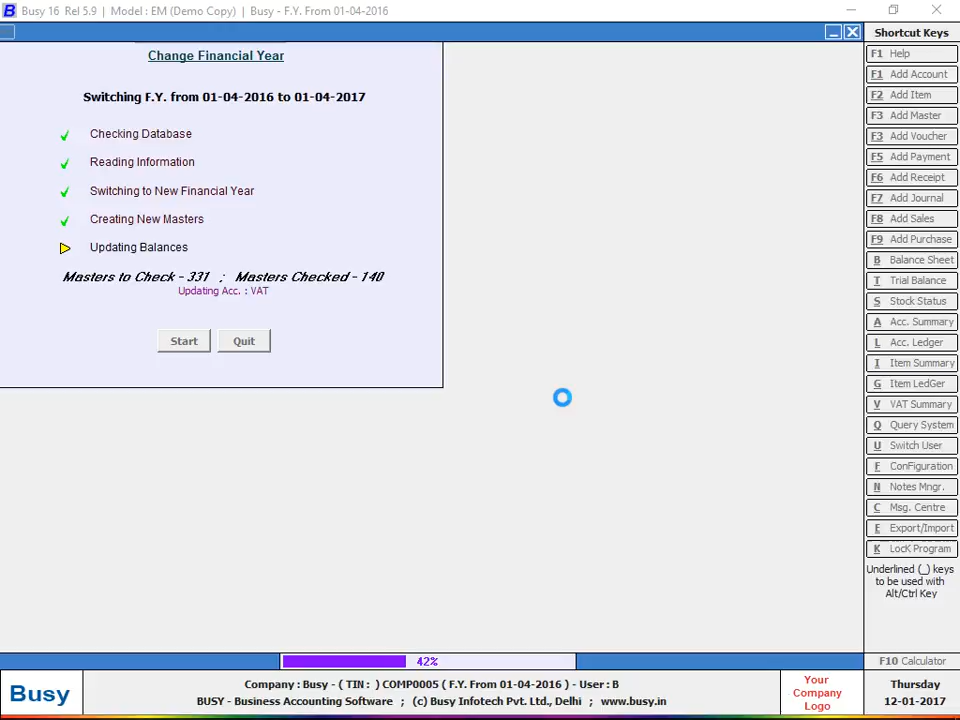 Busy 16 Rel 5.9 | Model : EM (Demo Copy) | Busy - F.Y. From 01-04-2016
Change Financial Year
Switching F.Y. from 01-04-2016 to 01-04-2017
Checking Database
Reading Information
Switching to New Financial Year
Creating New Masters
Updating Balances
Masters to Check - 331 ; Masters Checked - 140
Updating Acc. : VAT
Start Quit
Shortcut Keys
F1 Help
F1 Add Account
F2 Add Item
F3 Add Master
F3 Add Voucher
F5 Add Payment
F6 Add Receipt
F7 Add Journal
F8 Add Sales
F9 Add Purchase
B Balance Sheet
T Trial Balance
S Stock Status
A Acc. Summary
L Acc. Ledger
I Item Summary
G Item LedGer
V VAT Summary
Q Query System
U Switch User
F ConFiguration
N Notes Mngr.
C Msg. Centre
E Export/Import
K LocK Program
Underlined (_) keys
to be used with
Alt/Ctrl Key
42%
F10 Calculator
Busy
Company : Busy - ( TIN : ) COMP0005 ( F.Y. From 01-04-2016 ) - User : B
BUSY - Business Accounting Software ; (c) Busy Infotech Pvt. Ltd., Delhi ; www.busy.in
Your
Company
Logo
Thursday
12-01-2017